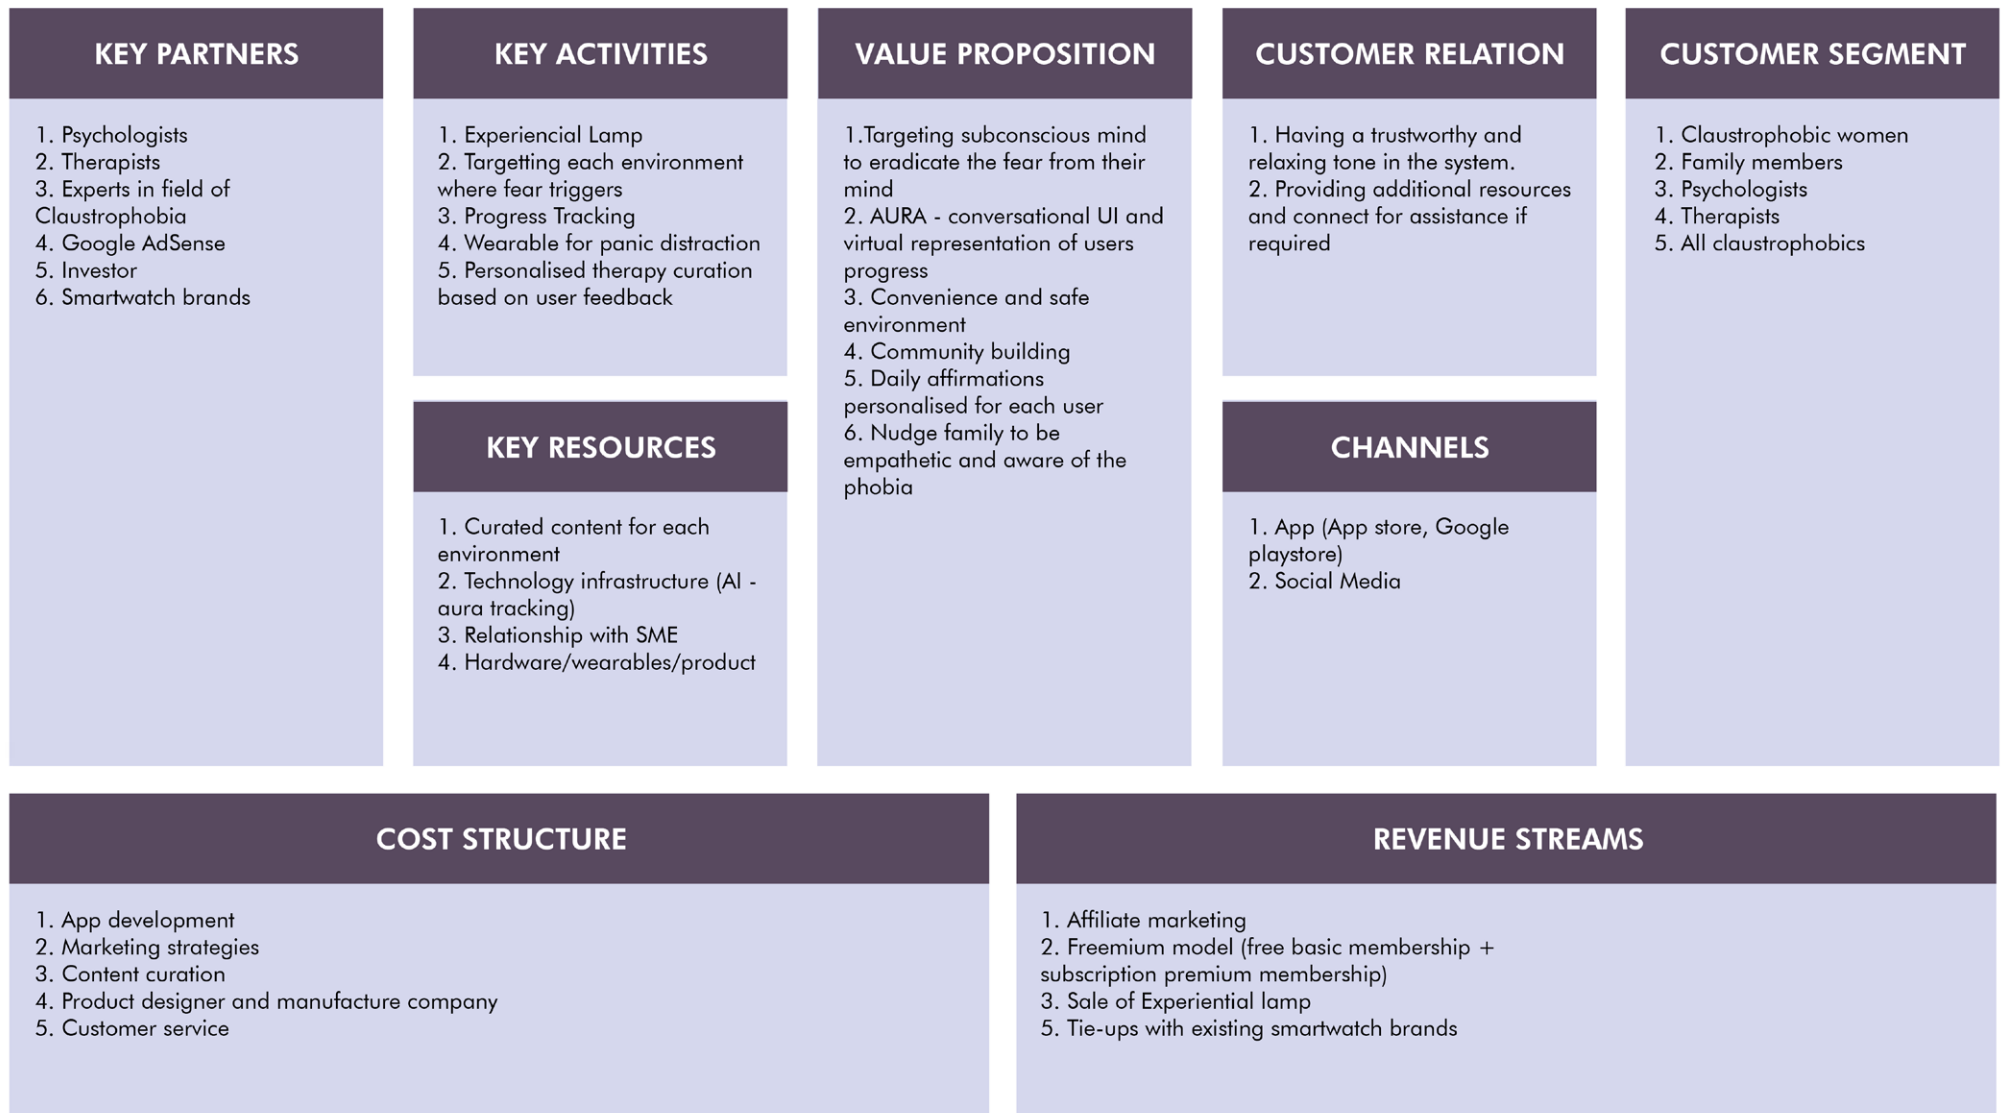 KEY PARTNERS
1. Psychologists
2. Therapists
3. Experts in field of
Claustrophobia
4. Google AdSense
5. Investor
6. Smartwatch brands
KEY ACTIVITIES
1. Experiencial Lamp
2. Targetting each environment
where fear triggers
3. Progress Tracking
4. Wearable for panic distraction
5. Personalised therapy curation
based on user feedback
KEY RESOURCES
1. Curated content for each
environment
2. Technology infrastructure (AI -
aura tracking)
3. Relationship with SME
4. Hardware/wearables/product
VALUE PROPOSITION
1.Targeting subconscious mind
to eradicate the fear from their
mind
2. AURA - conversational UI and
virtual representation of users
progress
3. Convenience and safe
environment
4. Community building
5. Daily affirmations
personalised for each user
6. Nudge family to be
empathetic and aware of the
phobia
CUSTOMER RELATION
1. Having a trustworthy and
relaxing tone in the system.
2. Providing additional resources
and connect for assistance if
required
CHANNELS
1. App (App store, Google
playstore)
2. Social Media
CUSTOMER SEGMENT
1. Claustrophobic women
2. Family members
3. Psychologists
4. Therapists
5. All claustrophobics
COST STRUCTURE
1. App development
2. Marketing strategies
3. Content curation
4. Product designer and manufacture company
5. Customer service
REVENUE STREAMS
1. Affiliate marketing
2. Freemium model (free basic membership +
subscription premium membership)
3. Sale of Experiential lamp
5. Tie-ups with existing smartwatch brands